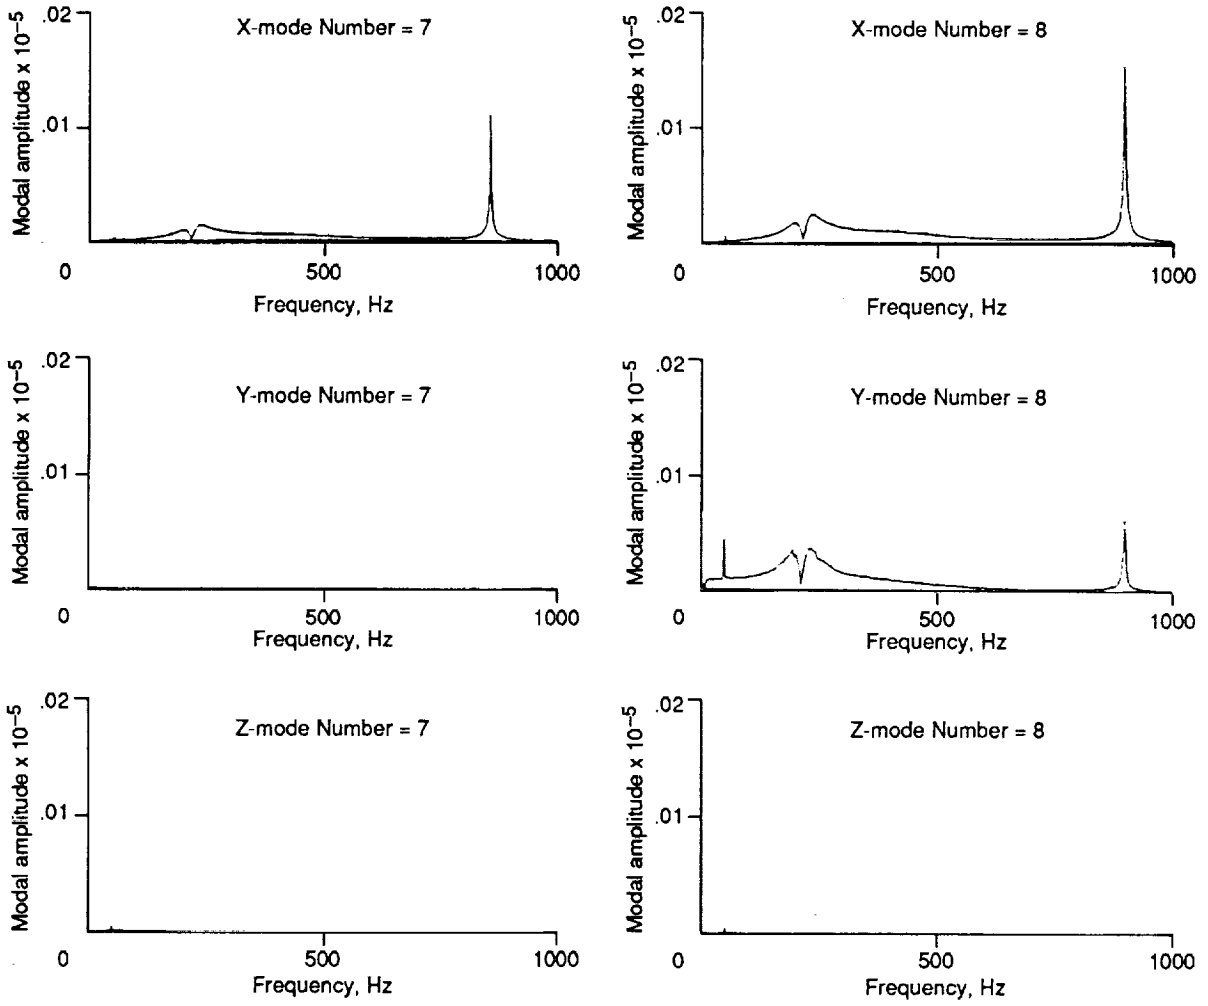 X-mode Number = 7
Modal amplitude x 10⁻⁵
.02
.01
0
500
1000
Frequency, Hz
X-mode Number = 8
Modal amplitude x 10⁻⁵
.02
.01
0
500
1000
Frequency, Hz
Y-mode Number = 7
Modal amplitude x 10⁻⁵
.02
.01
0
500
1000
Frequency, Hz
Y-mode Number = 8
Modal amplitude x 10⁻⁵
.02
.01
0
500
1000
Frequency, Hz
Z-mode Number = 7
Modal amplitude x 10⁻⁵
.02
.01
0
500
1000
Frequency, Hz
Z-mode Number = 8
Modal amplitude x 10⁻⁵
.02
.01
0
500
1000
Frequency, Hz